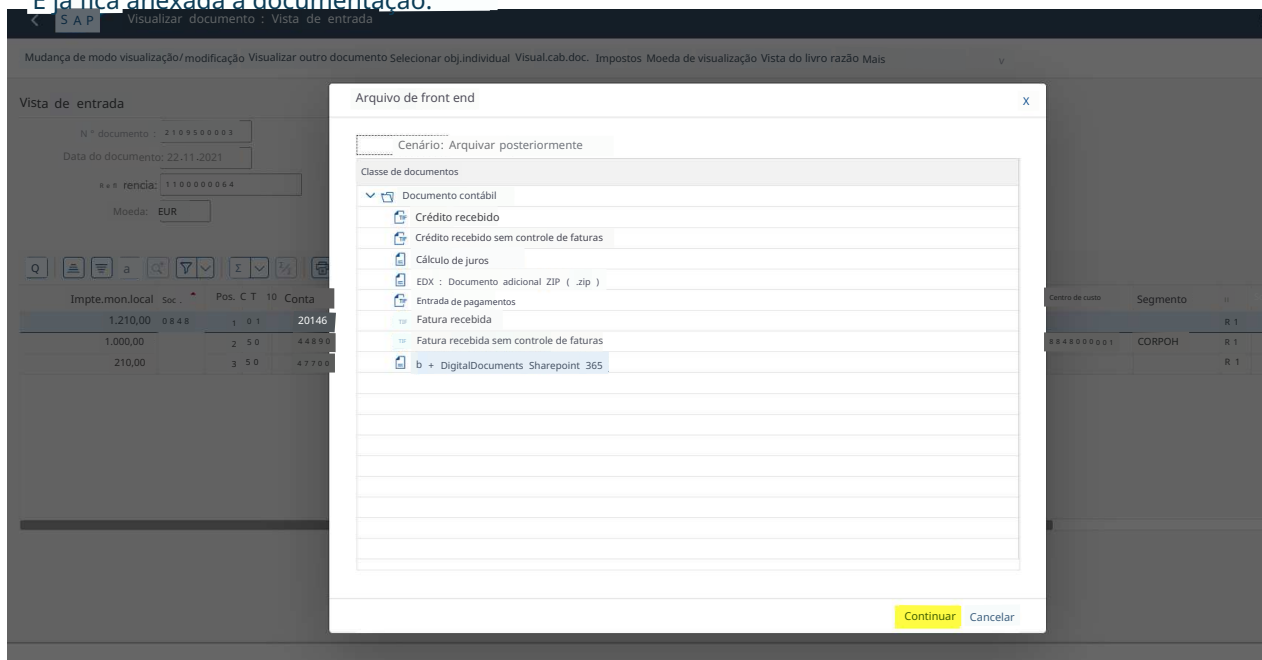 E já fica anexada a documentação.
SAP Visualizar documento : Vista de entrada
Mudança de modo visualização/modificação Visualizar outro documento Selecionar obj.individual Visual.cab.doc. Impostos Moeda de visualização Vista do livro razão Mais
Vista de entrada
N° documento : 2109500003
Data do documento: 22-11-2021
rencia: 1100000064
Moeda: EUR
Arquivo de front end X
Cenário: Arquivar posteriormente
Classe de documentos
Documento contábil
Crédito recebido
Crédito recebido sem controle de faturas
Cálculo de juros
EDX : Documento adicional ZIP ( .zip )
Entrada de pagamentos
Fatura recebida
Fatura recebida sem controle de faturas
b + DigitalDocuments Sharepoint 365
Continuar Cancelar
Impte.mon.local Soc. Pos. C T 10 Conta Centro de custo Segmento H
1.210,00 0848 1 01 20146 R 1
1.000,00 2 50 44890 8848000001 CORPOH R 1
210,00 3 50 47700 R 1